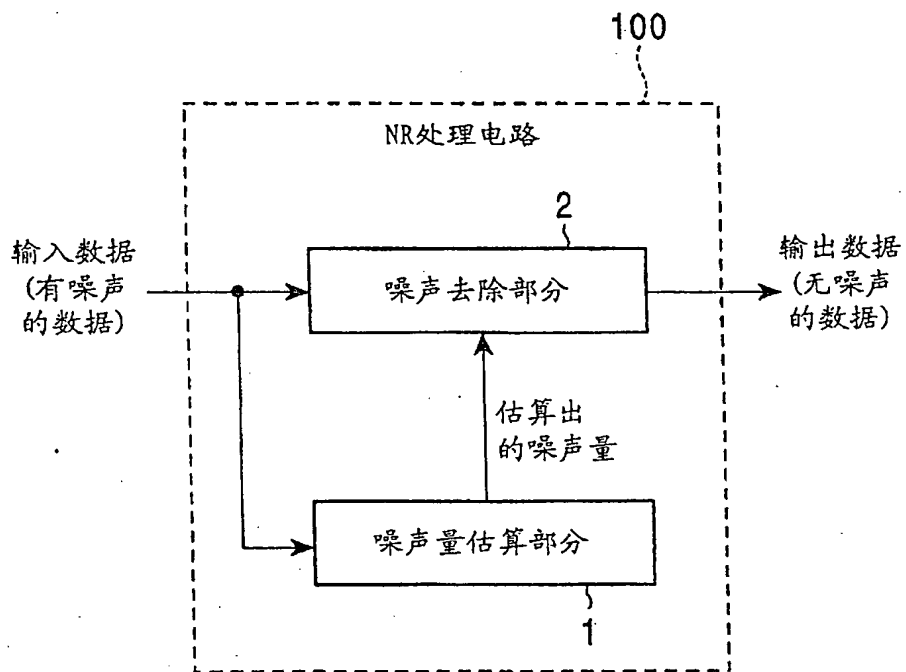 100
NR处理电路
2
输入数据
(有噪声
的数据)
噪声去除部分
输出数据
(无噪声
的数据)
估算出
的噪声量
噪声量估算部分
1